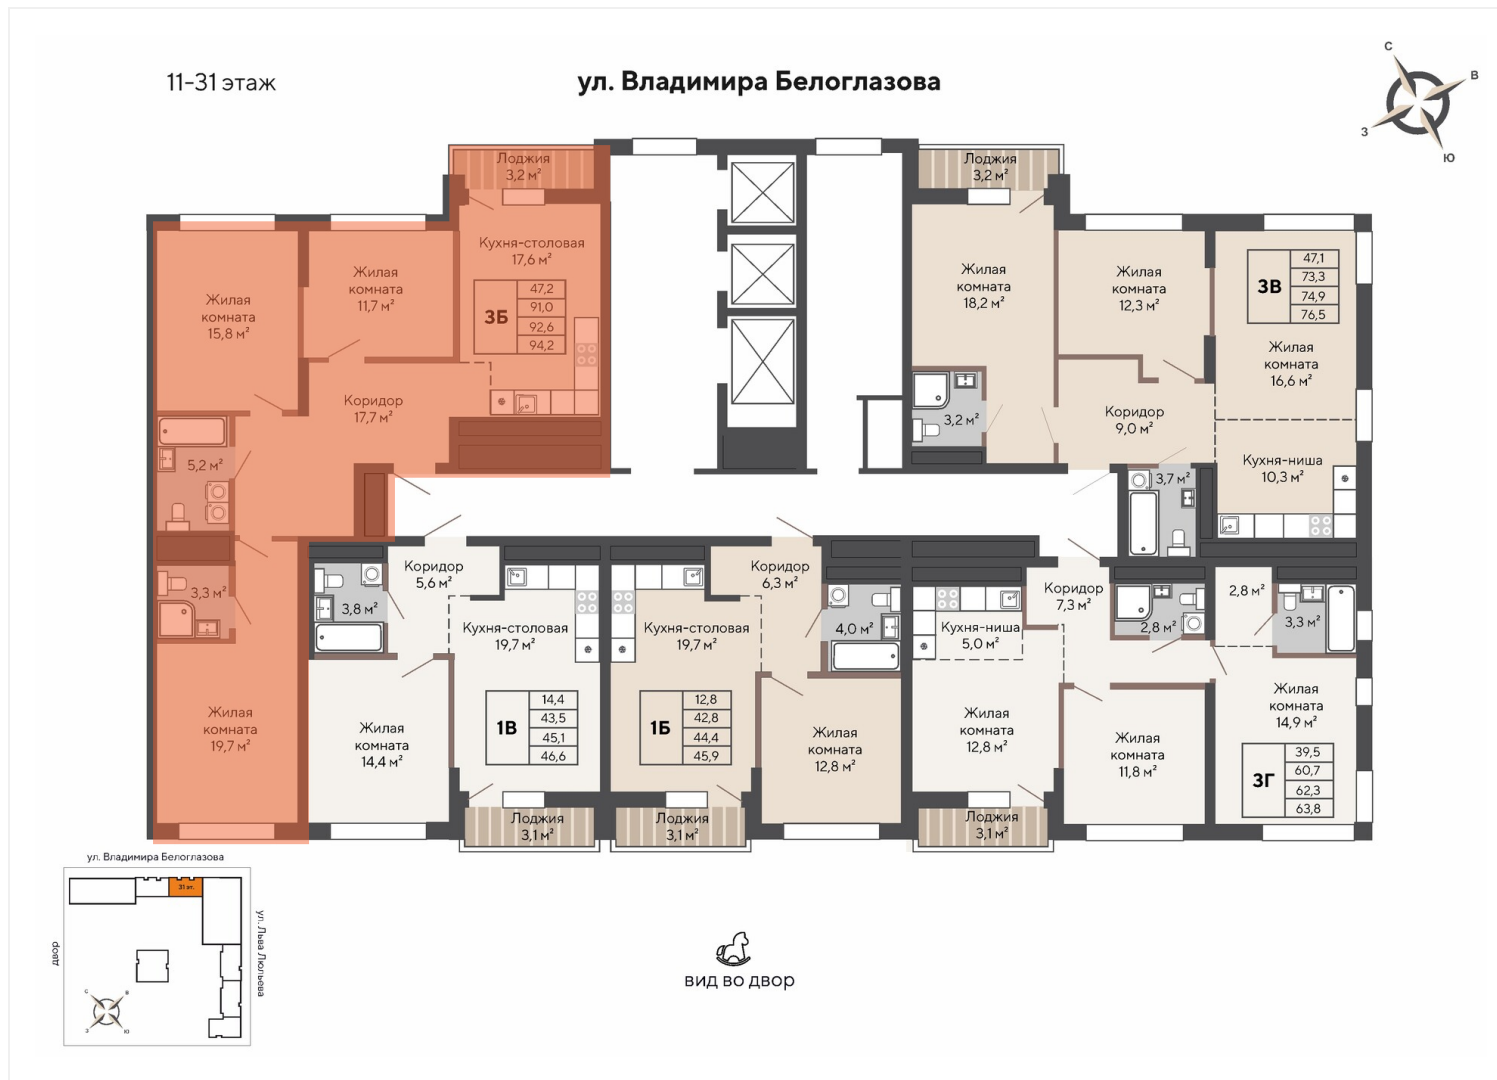 11-31 этаж
ул. Владимира Белоглазова
С
В
З
Ю
Лоджия
3,2 м²
Кухня-столовая
17,6 м²
3Б
47,2
91,0
92,6
94,2
Жилая
комната
11,7 м²
Жилая
комната
15,8 м²
Коридор
17,7 м²
5,2 м²
3,3 м²
Жилая
комната
19,7 м²
Лоджия
3,2 м²
Жилая
комната
18,2 м²
Жилая
комната
12,3 м²
3В
47,1
73,3
74,9
76,5
Жилая
комната
16,6 м²
3,2 м²
Коридор
9,0 м²
Кухня-ниша
10,3 м²
3,7 м²
Коридор
5,6 м²
3,8 м²
Кухня-столовая
19,7 м²
1В
14,4
43,5
45,1
46,6
Жилая
комната
14,4 м²
Лоджия
3,1 м²
Коридор
6,3 м²
4,0 м²
Кухня-столовая
19,7 м²
1Б
12,8
42,8
44,4
45,9
Жилая
комната
12,8 м²
Лоджия
3,1 м²
Коридор
7,3 м²
2,8 м²
2,8 м²
3,3 м²
Кухня-ниша
5,0 м²
Жилая
комната
12,8 м²
Жилая
комната
11,8 м²
Жилая
комната
14,9 м²
3Г
39,5
60,7
62,3
63,8
Лоджия
3,1 м²
ул. Владимира Белоглазова
31 эт.
двор
ул. Льва Люльева
С
В
З
Ю
вид во двор